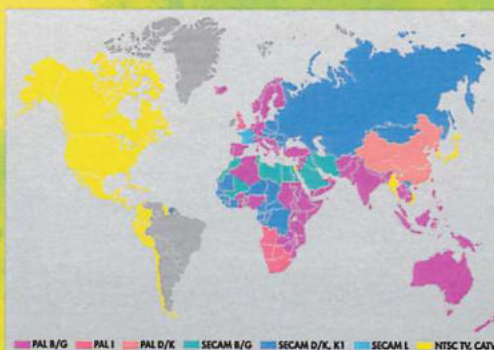 PAL B/G PAL I PAL D/K SECAM B/G SECAM D/K, K1 SECAM L NTSC TV, CATV